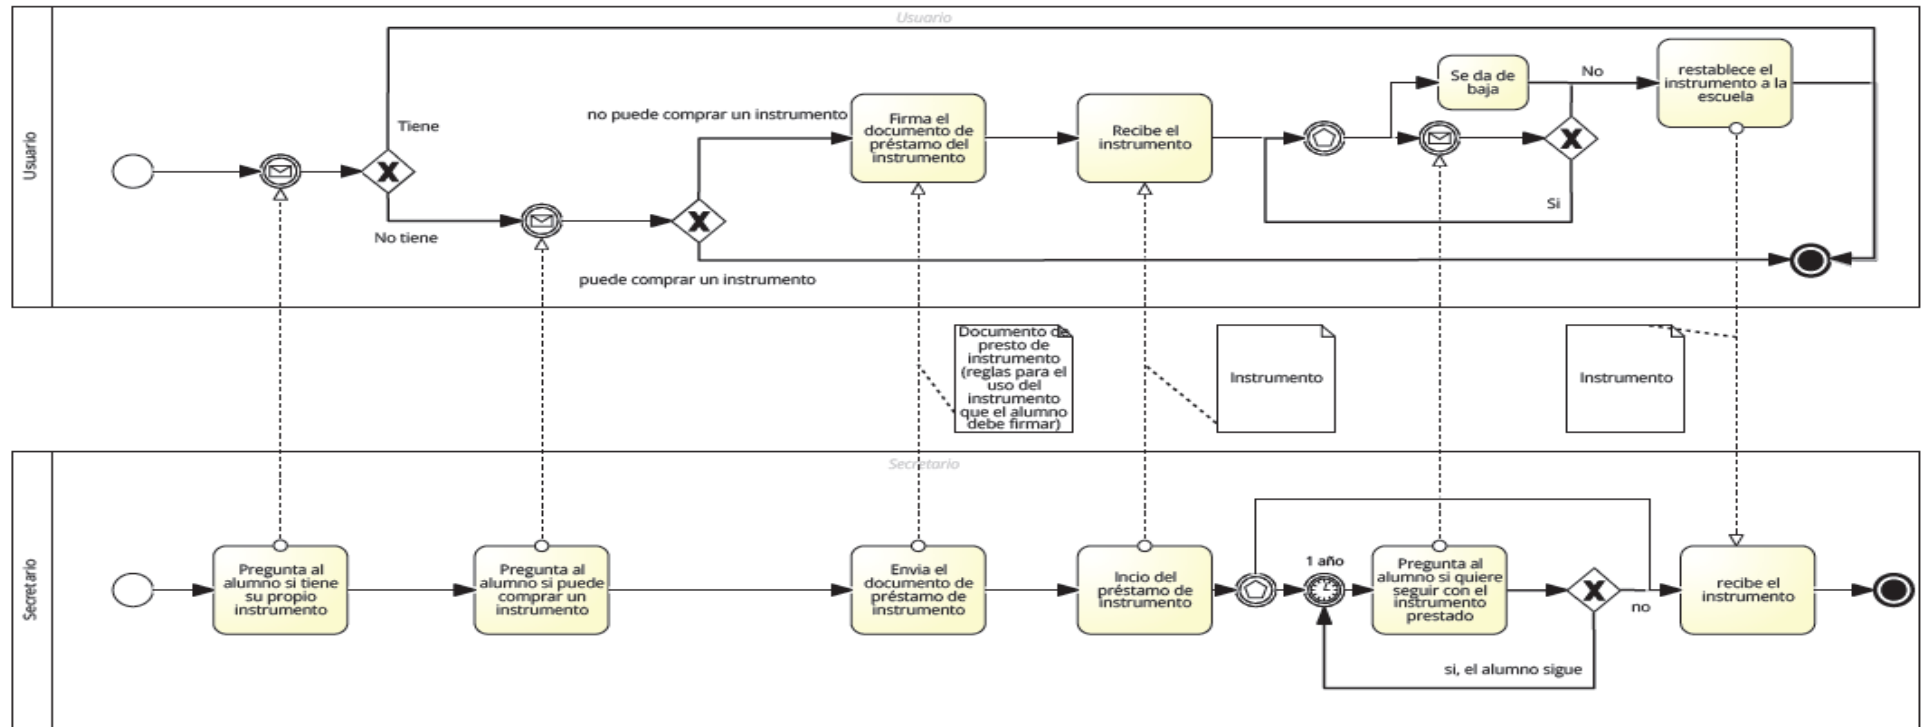 Usuario
Usuario
Tiene
No tiene
no puede comprar un instrumento
puede comprar un instrumento
Firma el
documento de
préstamo del
instrumento
Recibe el
instrumento
Se da de
baja
No
Si
restablece el
instrumento a la
escuela
Documento de
presto de
instrumento
(reglas para el
uso del
instrumento
que el alumno
debe firmar)
Instrumento
Instrumento
Secretario
Secretario
Pregunta al
alumno si tiene
su propio
instrumento
Pregunta al
alumno si puede
comprar un
instrumento
Envia el
documento de
préstamo de
instrumento
Incio del
préstamo de
instrumento
1 año
Pregunta al
alumno si quiere
seguir con el
instrumento
prestado
no
si, el alumno sigue
recibe el
instrumento